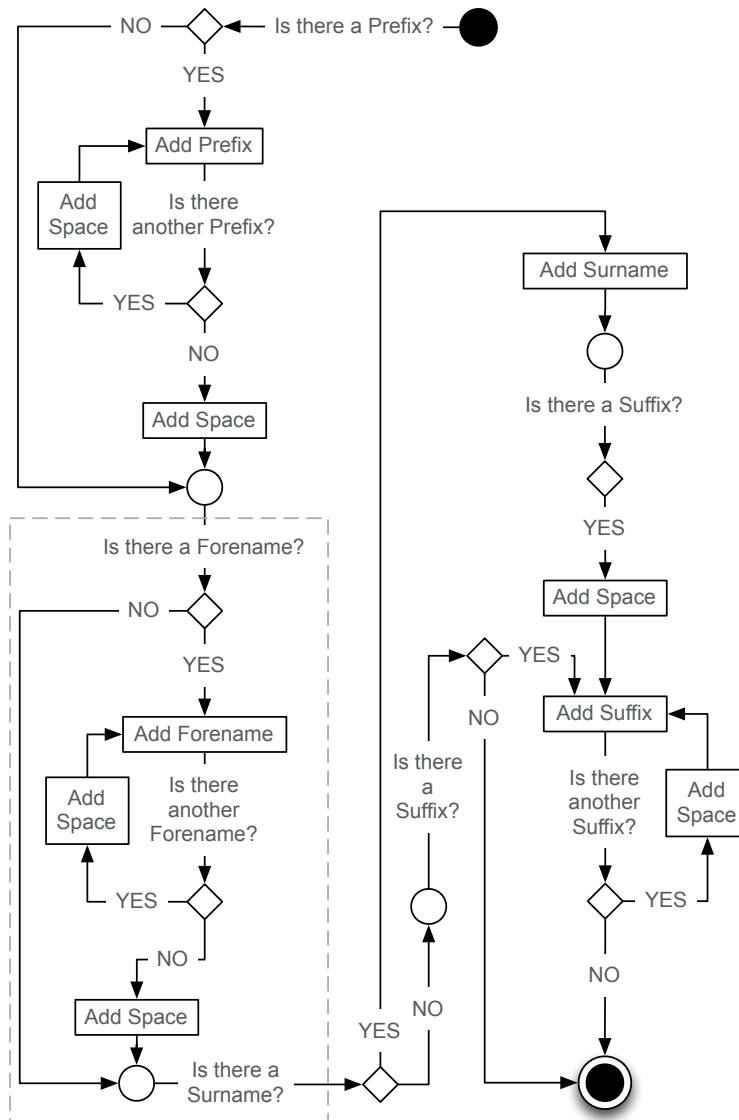 NO
Is there a Prefix?
YES
Add Prefix
Add
Space
Is there
another Prefix?
YES
NO
Add Space
Is there a Forename?
NO
YES
Add Forename
Add
Space
Is there
another
Forename?
YES
NO
Add Space
Is there a
Surname?
YES
NO
Is there
a
Suffix?
YES
NO
Add Surname
Is there a Suffix?
YES
Add Space
Add Suffix
Is there
another
Suffix?
Add
Space
YES
NO